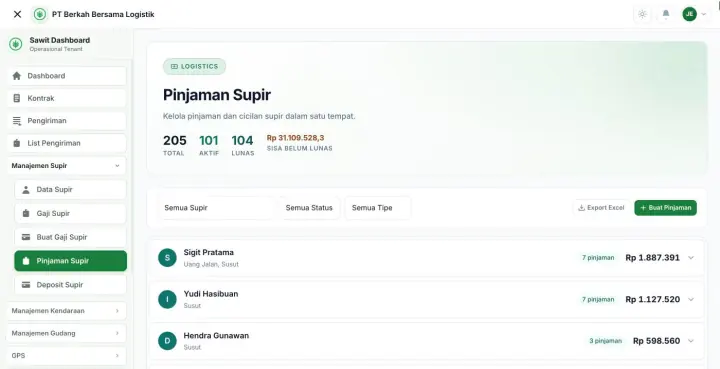 PT Berkah Bersama Logistik
JE
Sawit Dashboard
Operasional Tenant
Dashboard
Kontrak
Pengiriman
List Pengiriman
Manajemen Supir
Data Supir
Gaji Supir
Buat Gaji Supir
Pinjaman Supir
Deposit Supir
Manajemen Kendaraan
Manajemen Gudang
GPS
LOGISTICS
Pinjaman Supir
Kelola pinjaman dan cicilan supir dalam satu tempat.
205 101 104 Rp 31.109.528,3
TOTAL AKTIF LUNAS SISA BELUM LUNAS
Semua Supir Semua Status Semua Tipe Export Excel + Buat Pinjaman
S Sigit Pratama 7 pinjaman Rp 1.887.391
Uang Jalan, Susut
I Yudi Hasibuan 7 pinjaman Rp 1.127.520
Susut
D Hendra Gunawan 3 pinjaman Rp 598.560
Susut